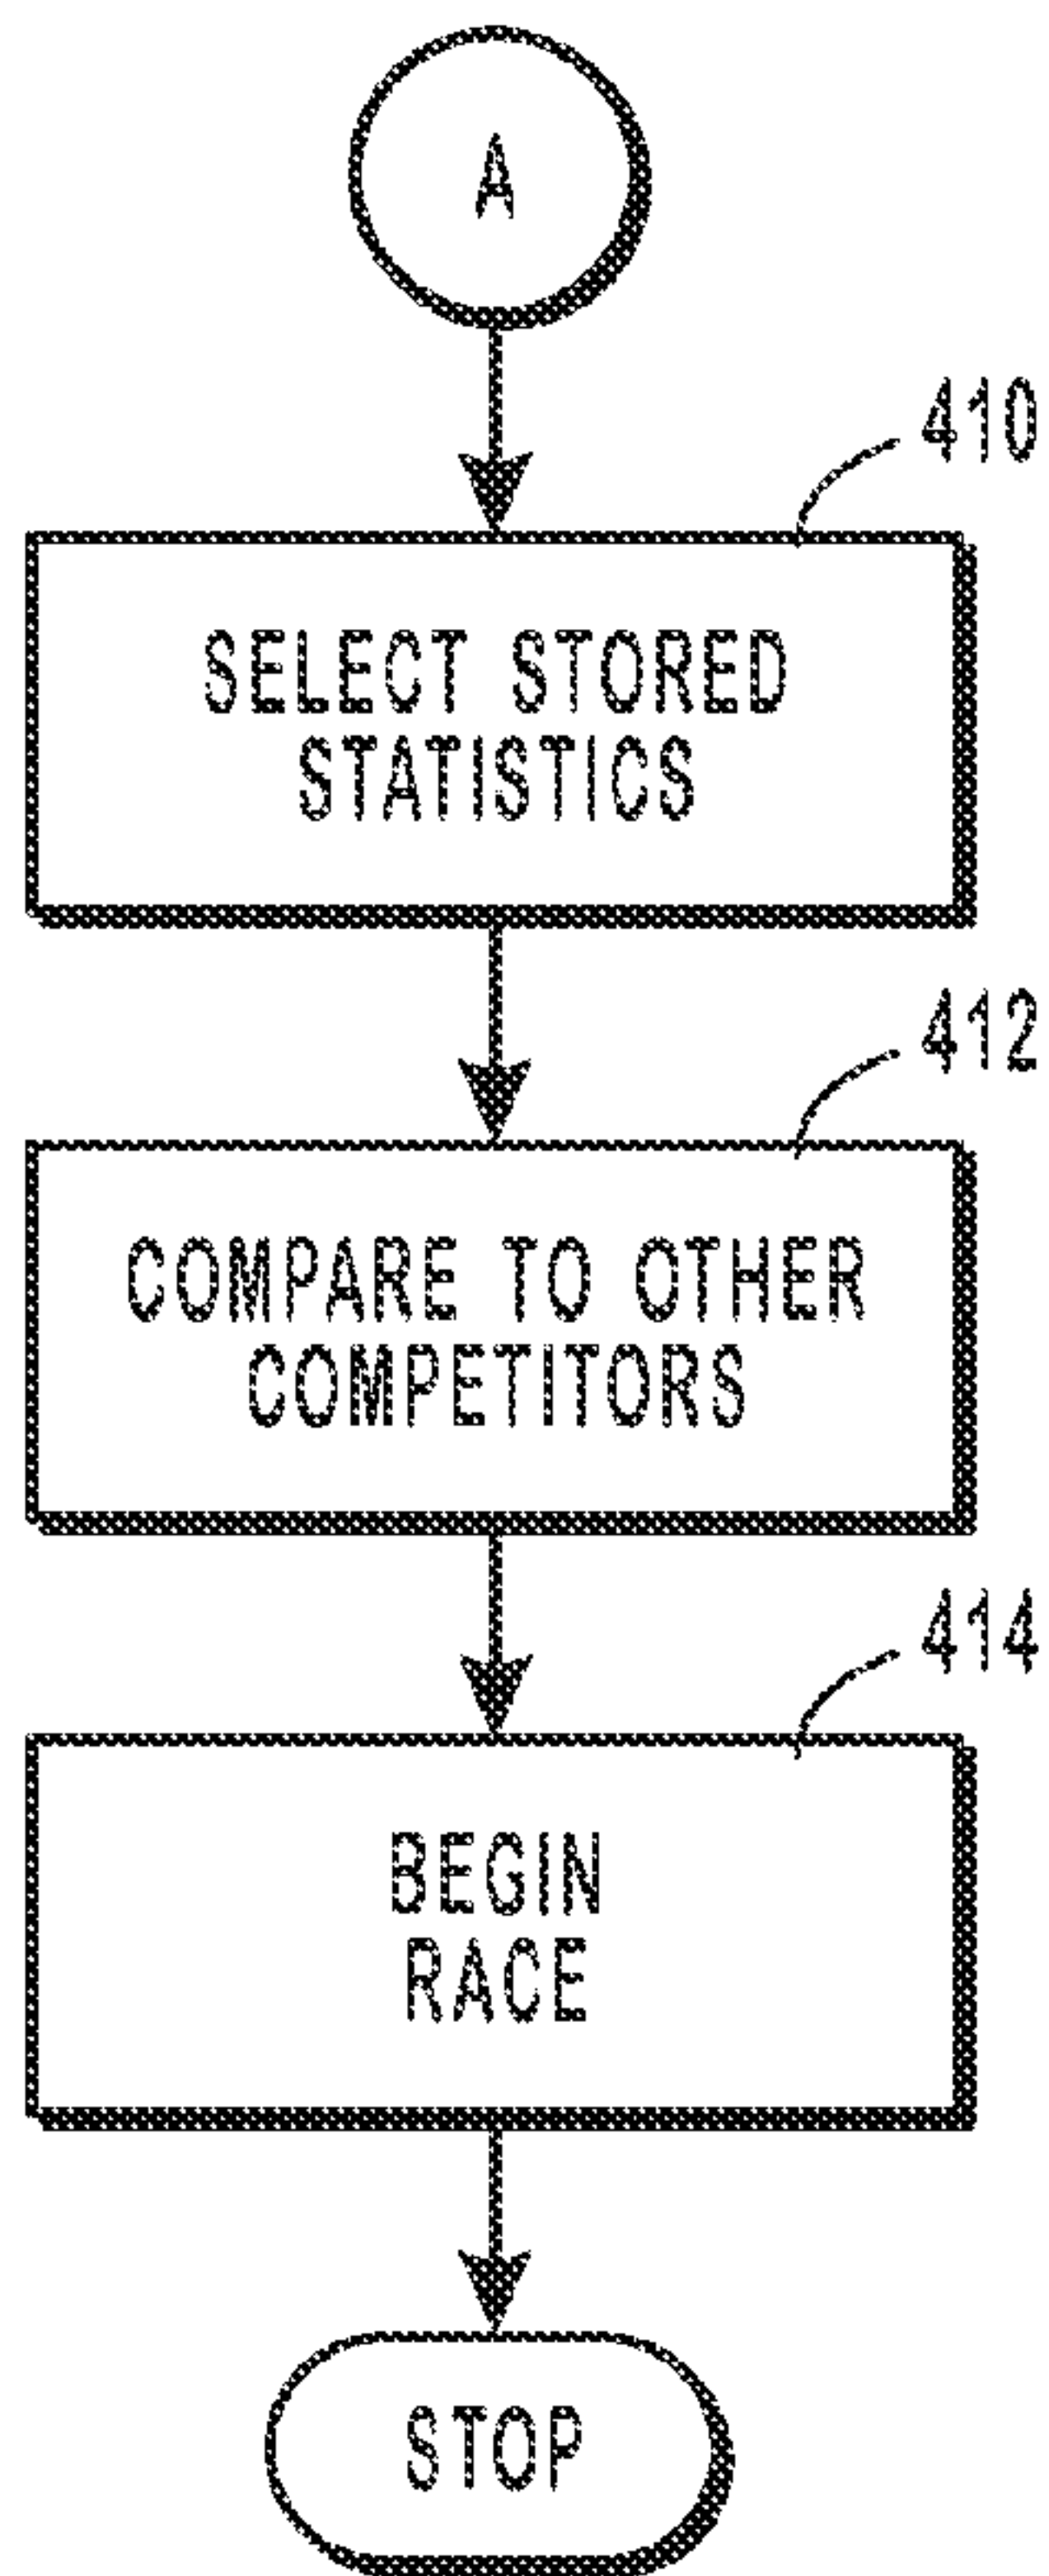 A
410
SELECT STORED
STATISTICS
412
COMPARE TO OTHER
COMPETITORS
414
BEGIN
RACE
STOP